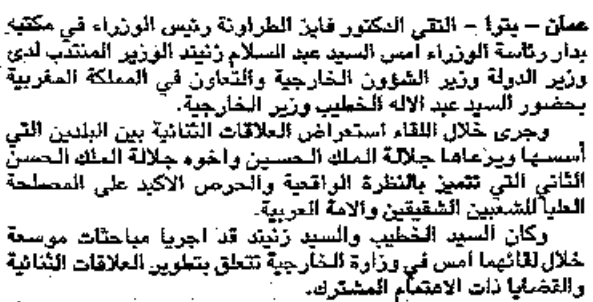 عمان – بترا – التقى الدكتور فايز الطراونة رئيس الوزراء في مكتبه
بدار رئاسة الوزراء امس السيد عبد السلام زنيند الوزير المنتدب لدى
وزير الدولة وزير الشؤون الخارجية والتعاون في المملكة المغربية
بحضور السيد عبد الاله الخطيب وزير الخارجية.
وجرى خلال اللقاء استعراض العلاقات الثنائية بين البلدين التي
أسسها ويرعاها جلالة الملك الحسين واخوه جلالة الملك الحسن
الثاني التي تتميز بالنظرة الواقعية والحرص الاكيد على المصلحة
العليا للشعبين الشقيقين والامة العربية.
وكان السيد الخطيب والسيد زنيند قد اجريا مباحثات موسعة
خلال لقائهما امس في وزارة الخارجية تتعلق بتطوير العلاقات الثنائية
والقضايا ذات الاهتمام المشترك.